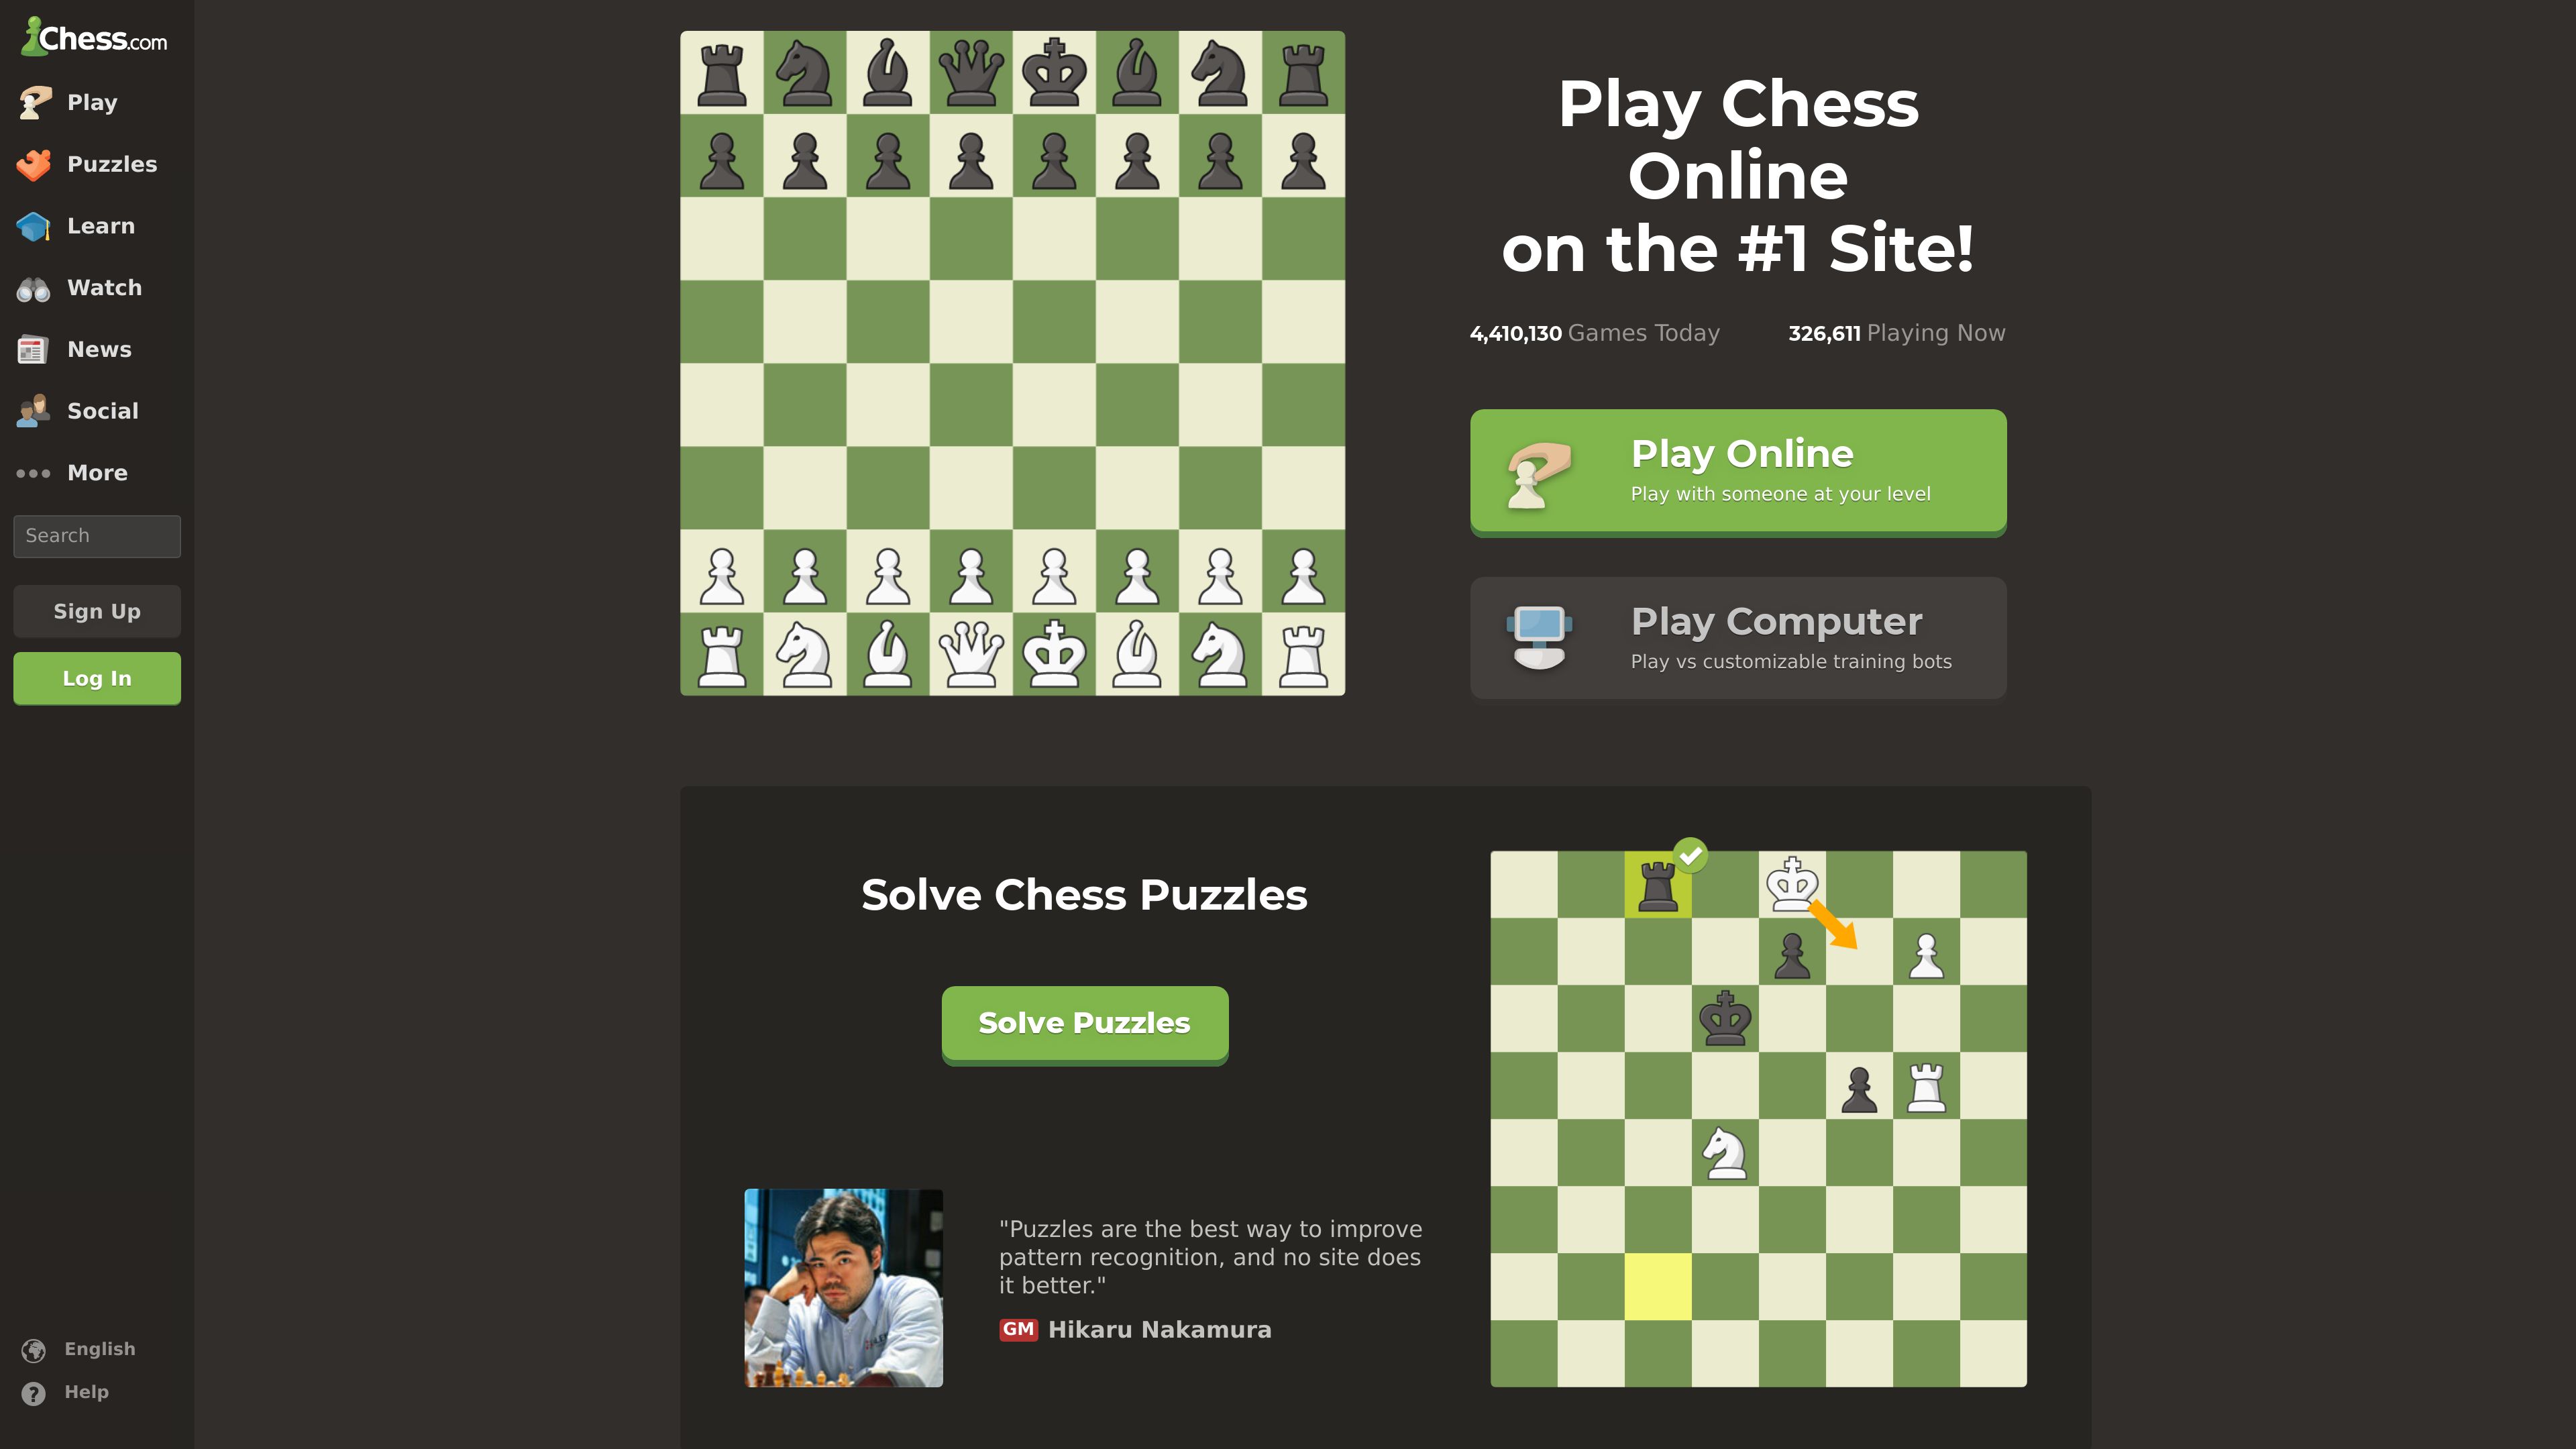 Chess.com
Play
Puzzles
Learn
Watch
News
Social
More
Search
Sign Up
Log In
English
Help
Play Chess
Online
on the #1 Site!
4,410,130 Games Today
326,611 Playing Now
Play Online
Play with someone at your level
Play Computer
Play vs customizable training bots
Solve Chess Puzzles
Solve Puzzles
"Puzzles are the best way to improve
pattern recognition, and no site does
it better."
GM Hikaru Nakamura